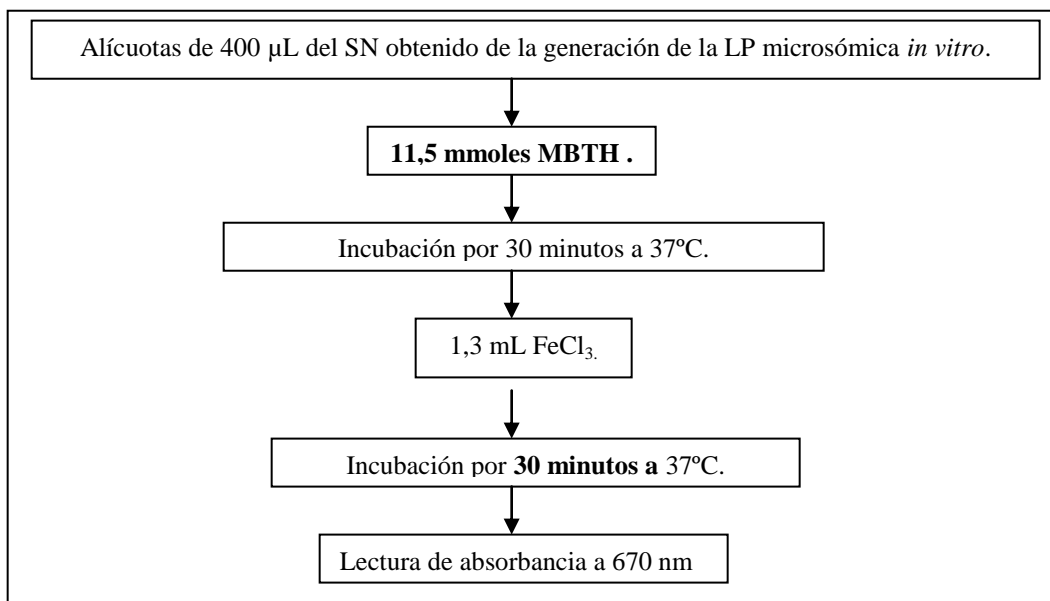 Alícuotas de 400 µL del SN obtenido de la generación de la LP microsómica in vitro.
11,5 mmoles MBTH .
Incubación por 30 minutos a 37ºC.
1,3 mL FeCl₃.
Incubación por 30 minutos a 37ºC.
Lectura de absorbancia a 670 nm